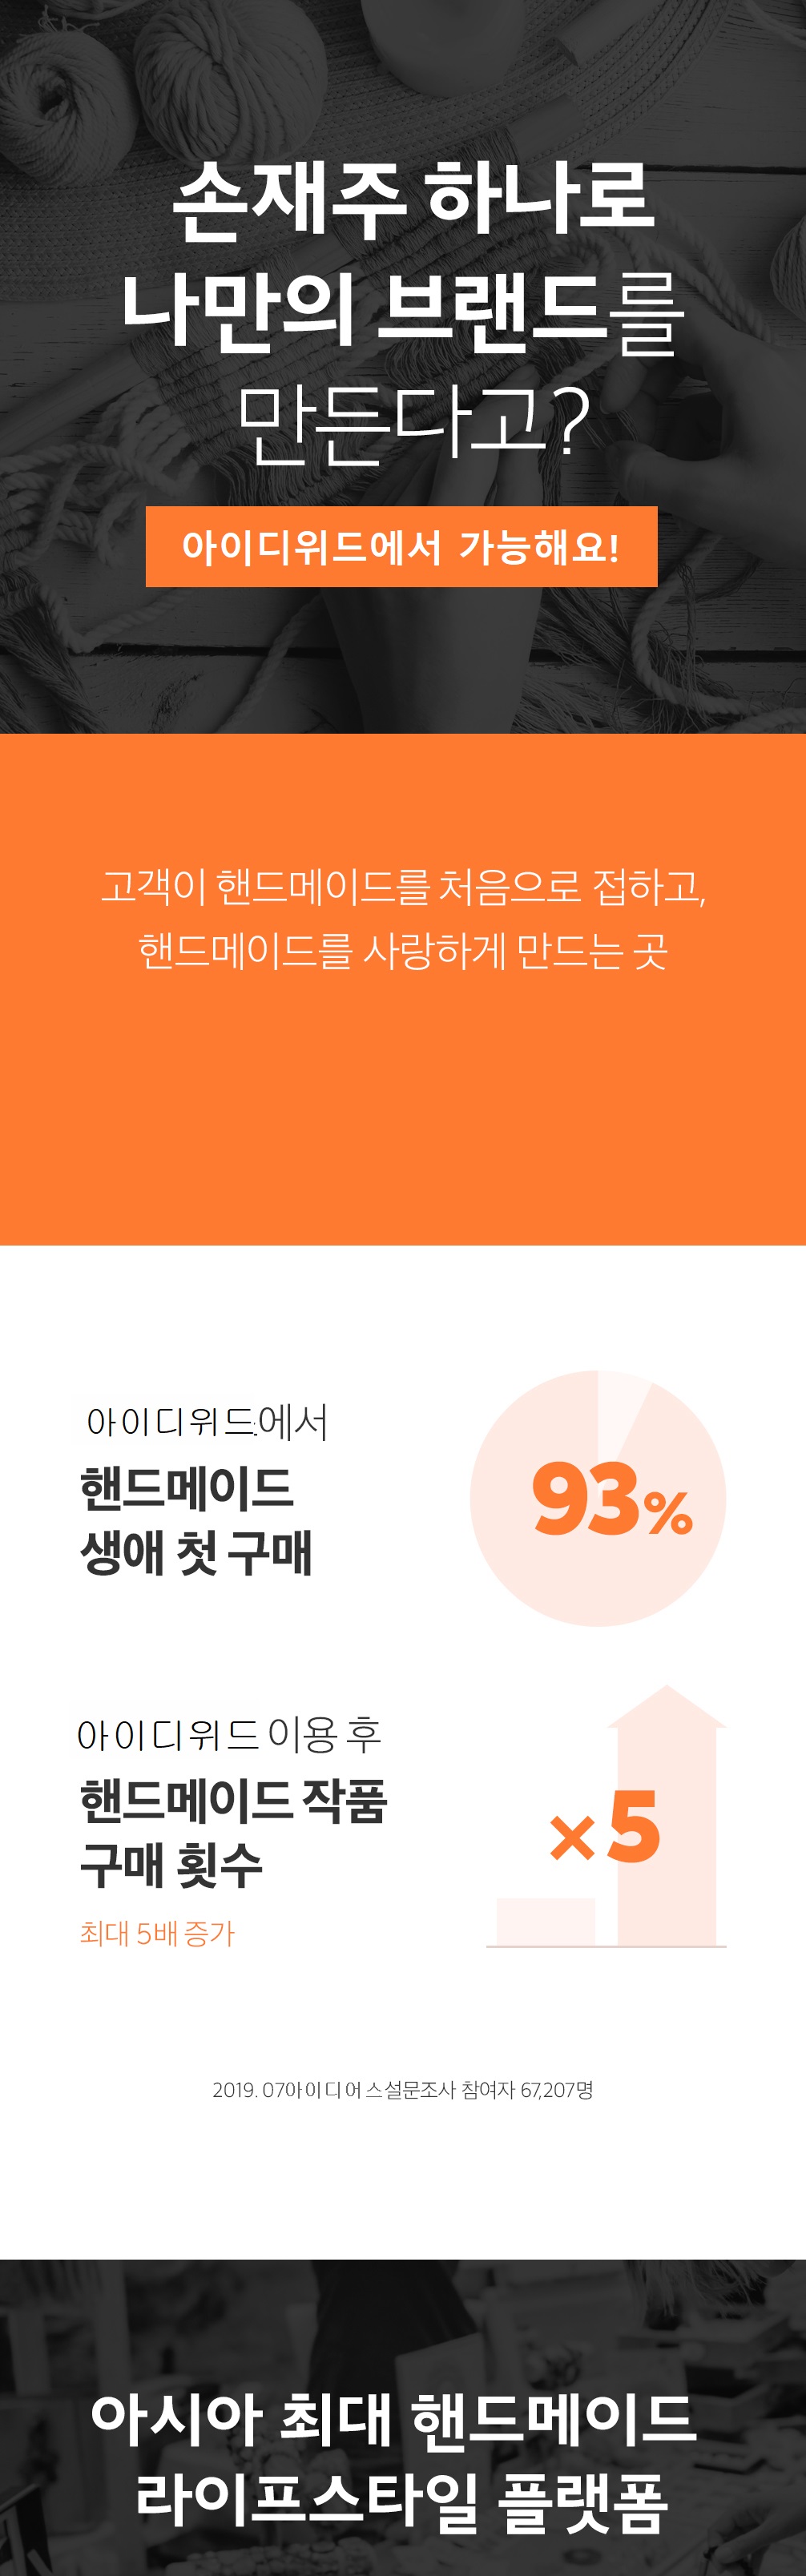 손재주 하나로
나만의 브랜드를
만든다고?
아이디위드에서 가능해요!
고객이 핸드메이드를 처음으로 접하고,
핸드메이드를 사랑하게 만드는 곳
아이디위드에서
핸드메이드
생애 첫 구매
93%
아이디위드 이용 후
핸드메이드 작품
구매 횟수
최대 5배 증가
×5
2019. 07아이디어스설문조사 참여자 67,207명
아시아 최대 핸드메이드
라이프스타일 플랫폼